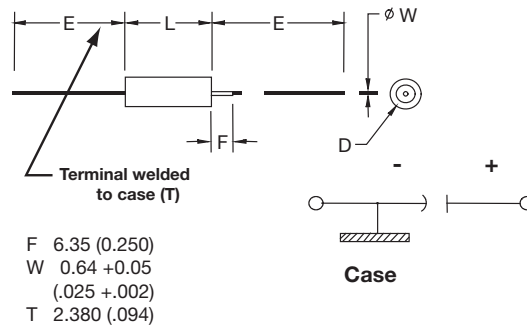 E L E ø W
F D
Terminal welded
to case (T)
- +
F 6.35 (0.250)
W 0.64 +0.05
(.025 +.002)
T 2.380 (.094)
Case